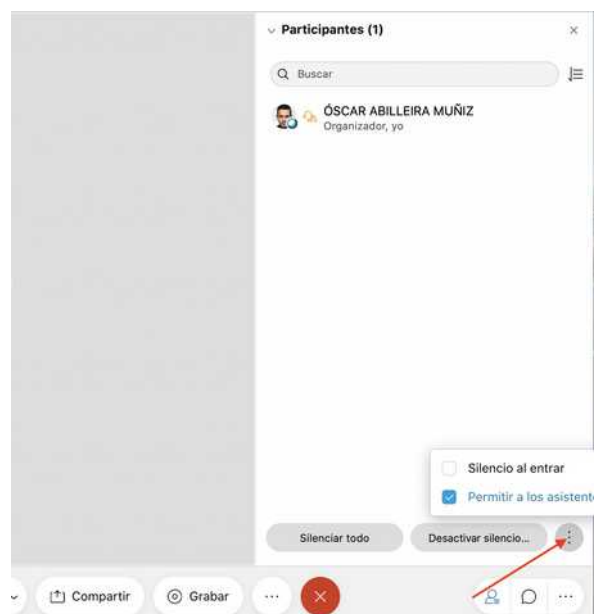 Participantes (1)
Buscar
ÓSCAR ABILLEIRA MUÑIZ
Organizador, yo
Silencio al entrar
Permitir a los asistent
Silenciar todo
Desactivar silencio...
Compartir
Grabar